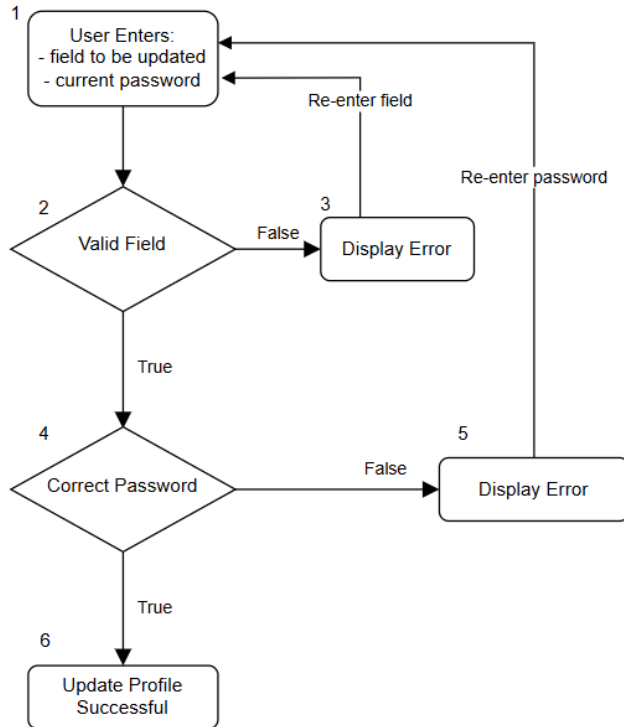 1
User Enters:
- field to be updated
- current password
Re-enter field
Re-enter password
2
Valid Field
False
3
Display Error
True
4
Correct Password
False
5
Display Error
True
6
Update Profile
Successful